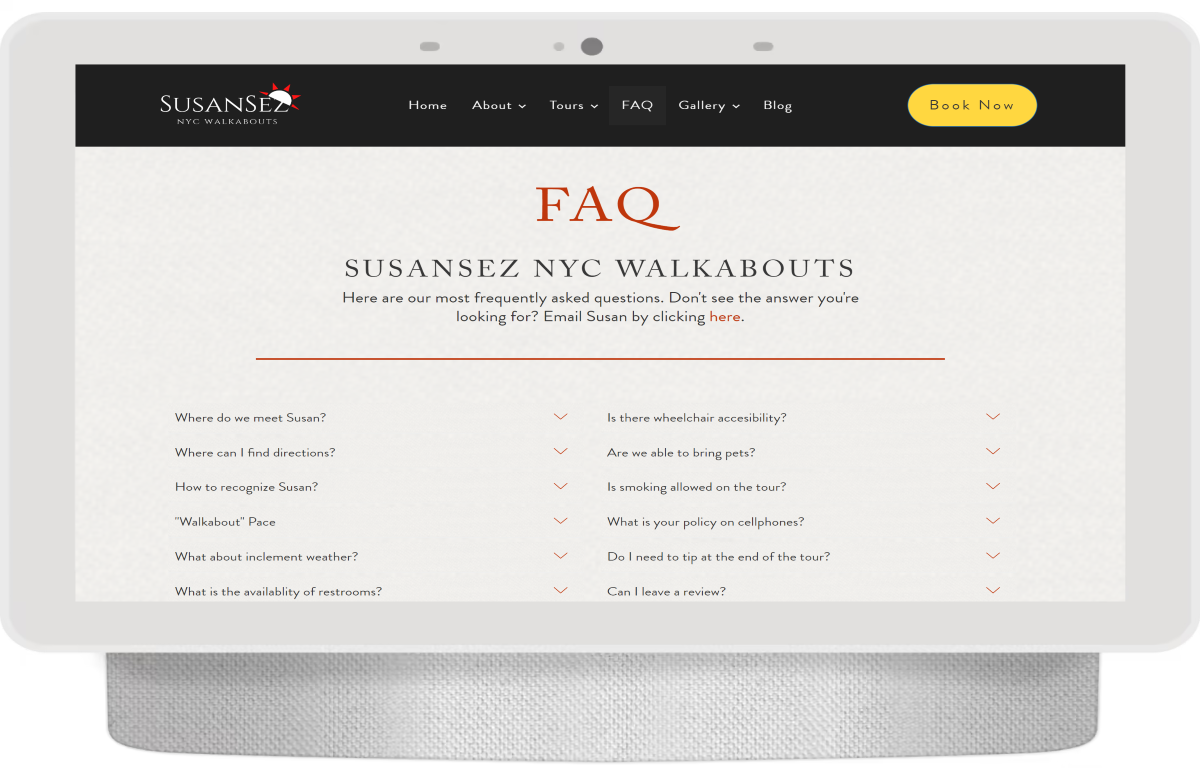 SUSANSEZ
NYC WALKABOUTS
Home About Tours FAQ Gallery Blog
Book Now
FAQ
SUSANSEZ NYC WALKABOUTS
Here are our most frequently asked questions. Don't see the answer you're
looking for? Email Susan by clicking here.
Where do we meet Susan?
Where can I find directions?
How to recognize Susan?
"Walkabout" Pace
What about inclement weather?
What is the availablity of restrooms?
Is there wheelchair accesibility?
Are we able to bring pets?
Is smoking allowed on the tour?
What is your policy on cellphones?
Do I need to tip at the end of the tour?
Can I leave a review?